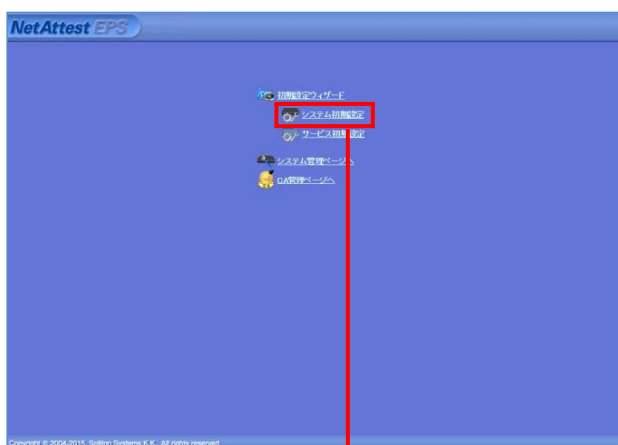 NetAttest EPS
初期設定ウィザード
システム初期設定
サービス初期設定
システム管理ページへ
CA管理ページへ
Copyright © 2004-2015, Soliton Systems K.K., All rights reserved.